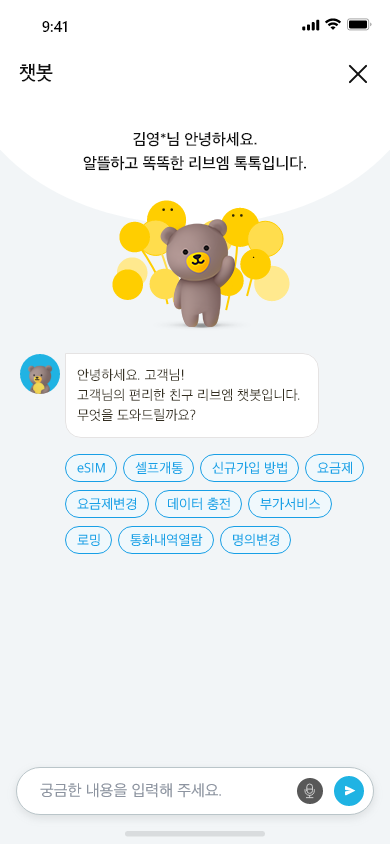 9:41
챗봇
김영*님 안녕하세요.
알뜰하고 똑똑한 리브엠 톡톡입니다.
안녕하세요. 고객님!
고객님의 편리한 친구 리브엠 챗봇입니다.
무엇을 도와드릴까요?
eSIM 셀프개통 신규가입 방법 요금제
요금제변경 데이터 충전 부가서비스
로밍 통화내역열람 명의변경
궁금한 내용을 입력해 주세요.